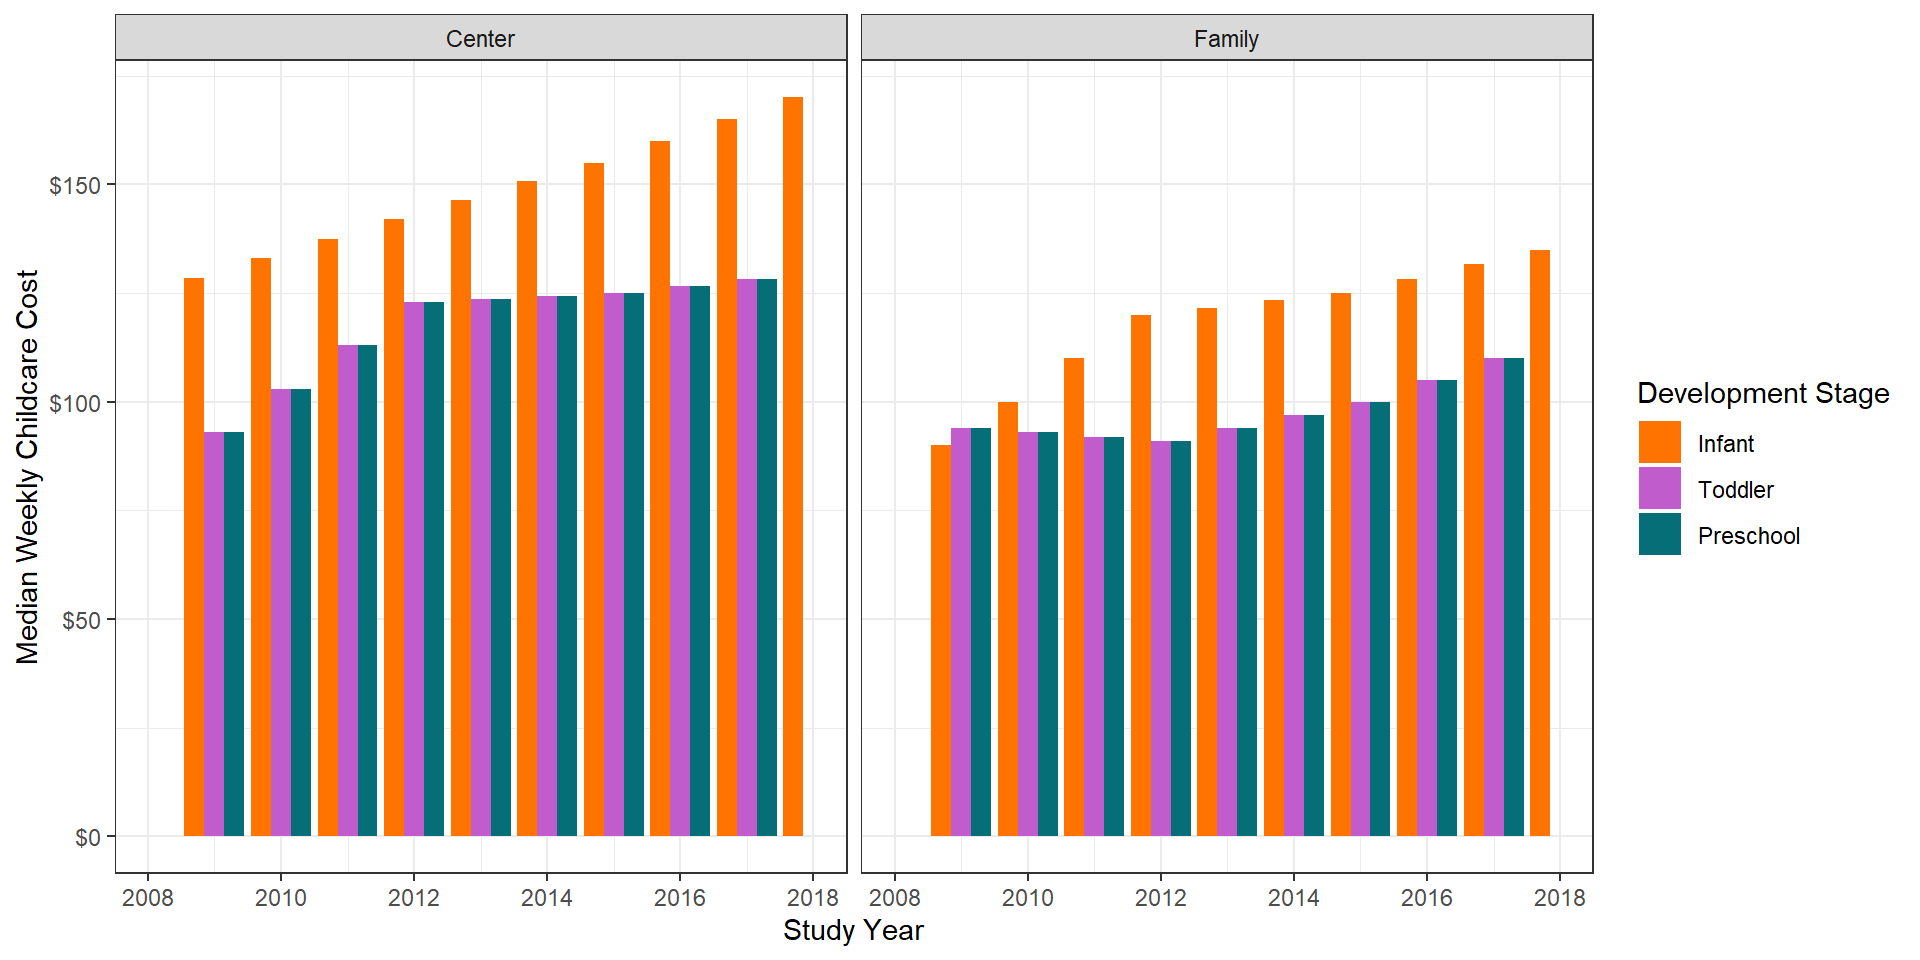 Center
Family
Median Weekly Childcare Cost
$150
$100
$50
$0
2008 2010 2012 2014 2016 2018
2008 2010 2012 2014 2016 2018
Study Year
Development Stage
Infant
Toddler
Preschool